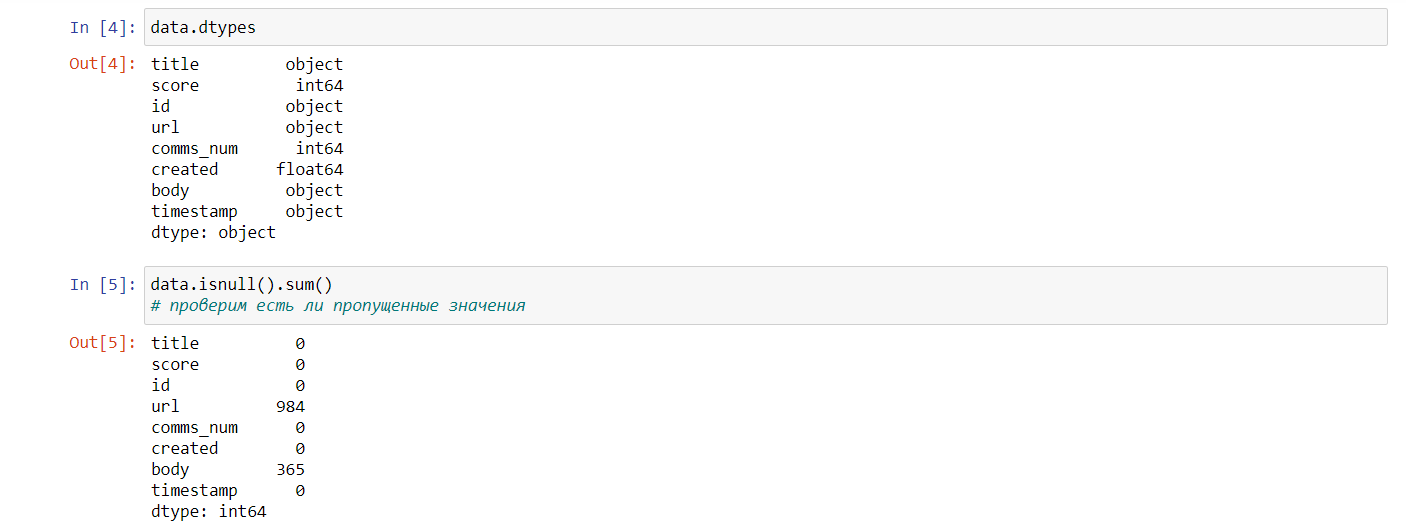 In [4]: data.dtypes
Out[4]: title object
score int64
id object
url object
comms_num int64
created float64
body object
timestamp object
dtype: object
In [5]: data.isnull().sum()
# проверим есть ли пропущенные значения
Out[5]: title 0
score 0
id 0
url 984
comms_num 0
created 0
body 365
timestamp 0
dtype: int64